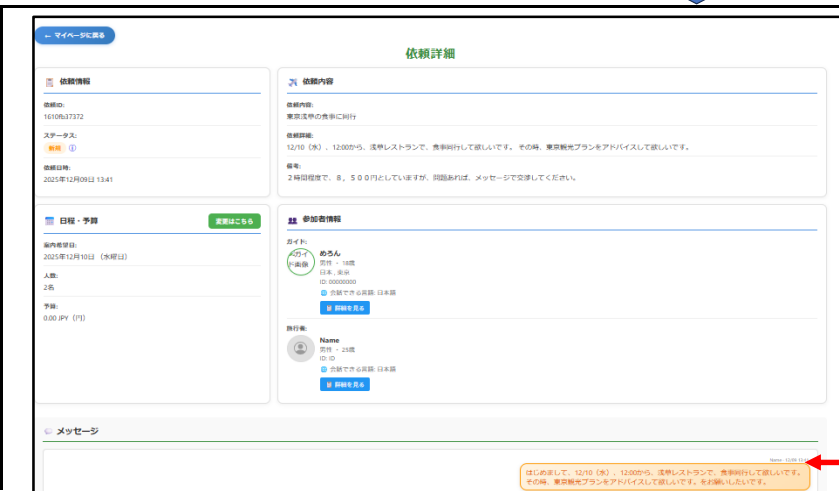 ← マイページに戻る
依頼詳細
依頼情報
依頼ID:
1610fb37372
ステータス:
新規
依頼日時:
2025年12月09日 13:41
依頼内容
依頼内容:
東京浅草の食事に同行
依頼詳細:
12/10（水）, 12:00から、浅草レストランで、食事同行して欲しいです。 その時、東京観光プランをアドバイスして欲しいです。
備考:
２時間程度で、８，５００円としていますが、問題あれば、メッセージで交渉してください。
日程・予算
変更はこちら
案内希望日:
2025年12月10日 （水曜日）
人数:
2名
予算:
0.00 JPY（円）
参加者情報
ガイド:
ガイ
ド画像
めろん
男性 ・ 18歳
日本 , 東京
ID: 00000000
会話できる言語: 日本語
詳細を見る
旅行者:
Name
男性 ・ 25歳
ID: ID
会話できる言語: 日本語
詳細を見る
メッセージ
はじめまして、12/10（水）, 12:00から、浅草レストランで、食事同行して欲しいです。
その時、東京観光プランをアドバイスして欲しいです。をお願いしたいです。